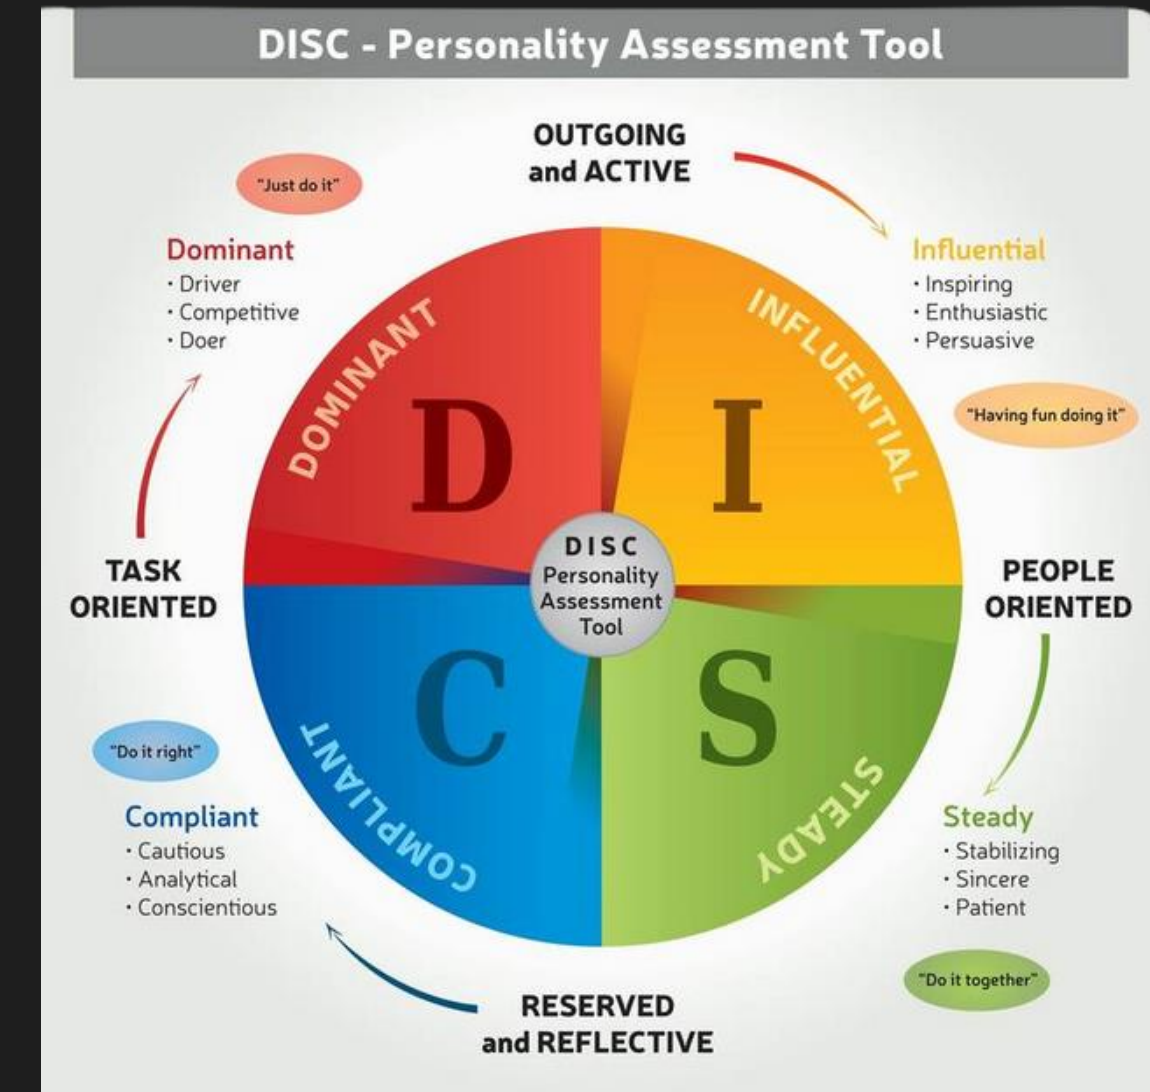 DISC - Personality Assessment Tool
OUTGOING
and ACTIVE
"Just do it"
Dominant
· Driver
· Competitive
· Doer
Influential
· Inspiring
· Enthusiastic
· Persuasive
"Having fun doing it"
DOMINANT
INFLUENTIAL
D
I
DISC
Personality
Assessment
Tool
TASK
ORIENTED
PEOPLE
ORIENTED
C
S
COMPLIANT
STEADY
"Do it right"
Compliant
· Cautious
· Analytical
· Conscientious
Steady
· Stabilizing
· Sincere
· Patient
"Do it together"
RESERVED
and REFLECTIVE